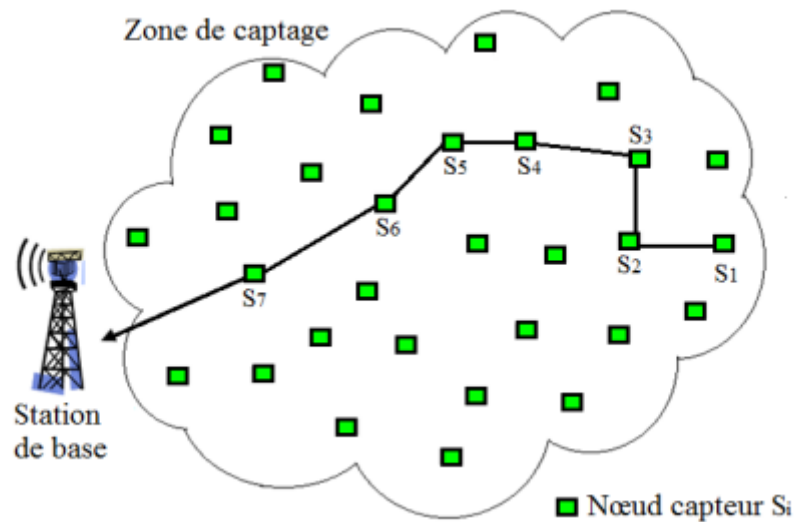 Zone de captage
S3
S5
S4
S6
S2
S1
S7
Station
de base
Nœud capteur Si